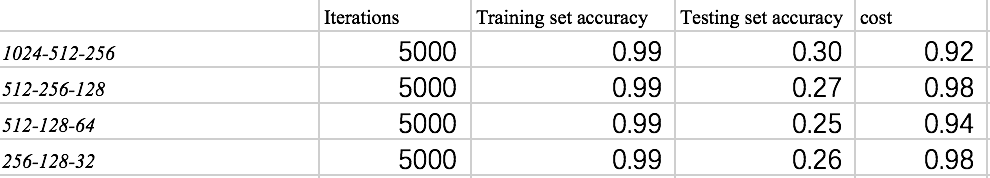 Iterations Training set accuracy Testing set accuracy cost
1024-512-256 5000 0.99 0.30 0.92
512-256-128 5000 0.99 0.27 0.98
512-128-64 5000 0.99 0.25 0.94
256-128-32 5000 0.99 0.26 0.98